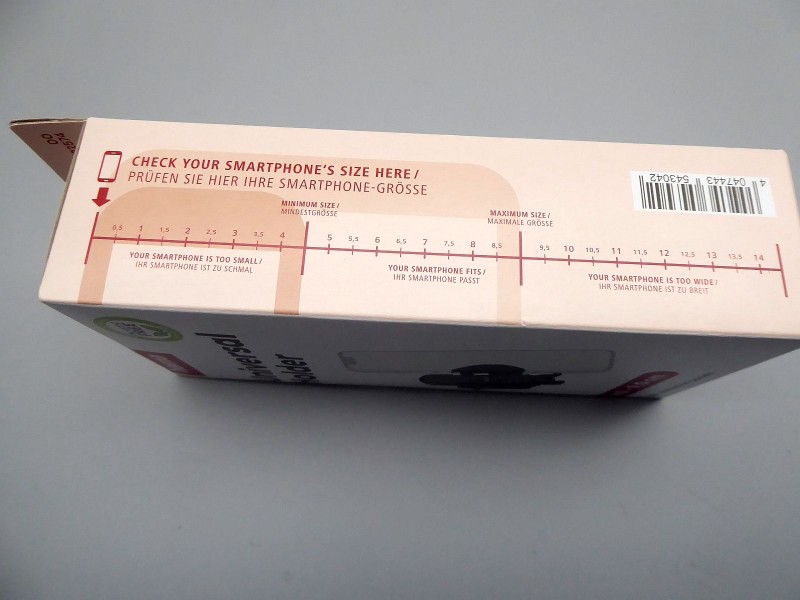 CHECK YOUR SMARTPHONE'S SIZE HERE /
PRÜFEN SIE HIER IHRE SMARTPHONE-GRÖSSE
MINIMUM SIZE /
MINDESTGRÖSSE
MAXIMUM SIZE /
MAXIMALE GRÖSSE
0,5 1 1,5 2 2,5 3 3,5 4 5 5,5 6 6,5 7 7,5 8 8,5 9,5 10 10,5 11 11,5 12 12,5 13 13,5 14
YOUR SMARTPHONE IS TOO SMALL /
IHR SMARTPHONE IST ZU SCHMAL
YOUR SMARTPHONE FITS /
IHR SMARTPHONE PASST
YOUR SMARTPHONE IS TOO WIDE /
IHR SMARTPHONE IST ZU BREIT
4 047443 543042